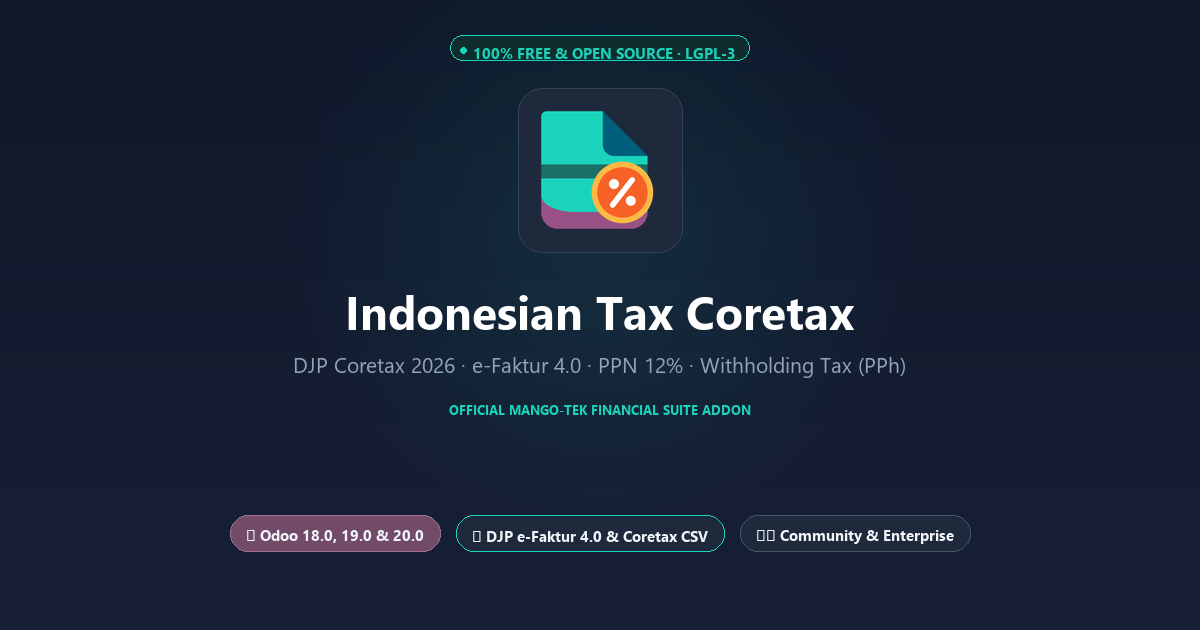 100% FREE & OPEN SOURCE · LGPL-3
%
Indonesian Tax Coretax
DJP Coretax 2026 · e-Faktur 4.0 · PPN 12% · Withholding Tax (PPh)
OFFICIAL MANGO-TEK FINANCIAL SUITE ADDON
Odoo 18.0, 19.0 & 20.0
DJP e-Faktur 4.0 & Coretax CSV
Community & Enterprise